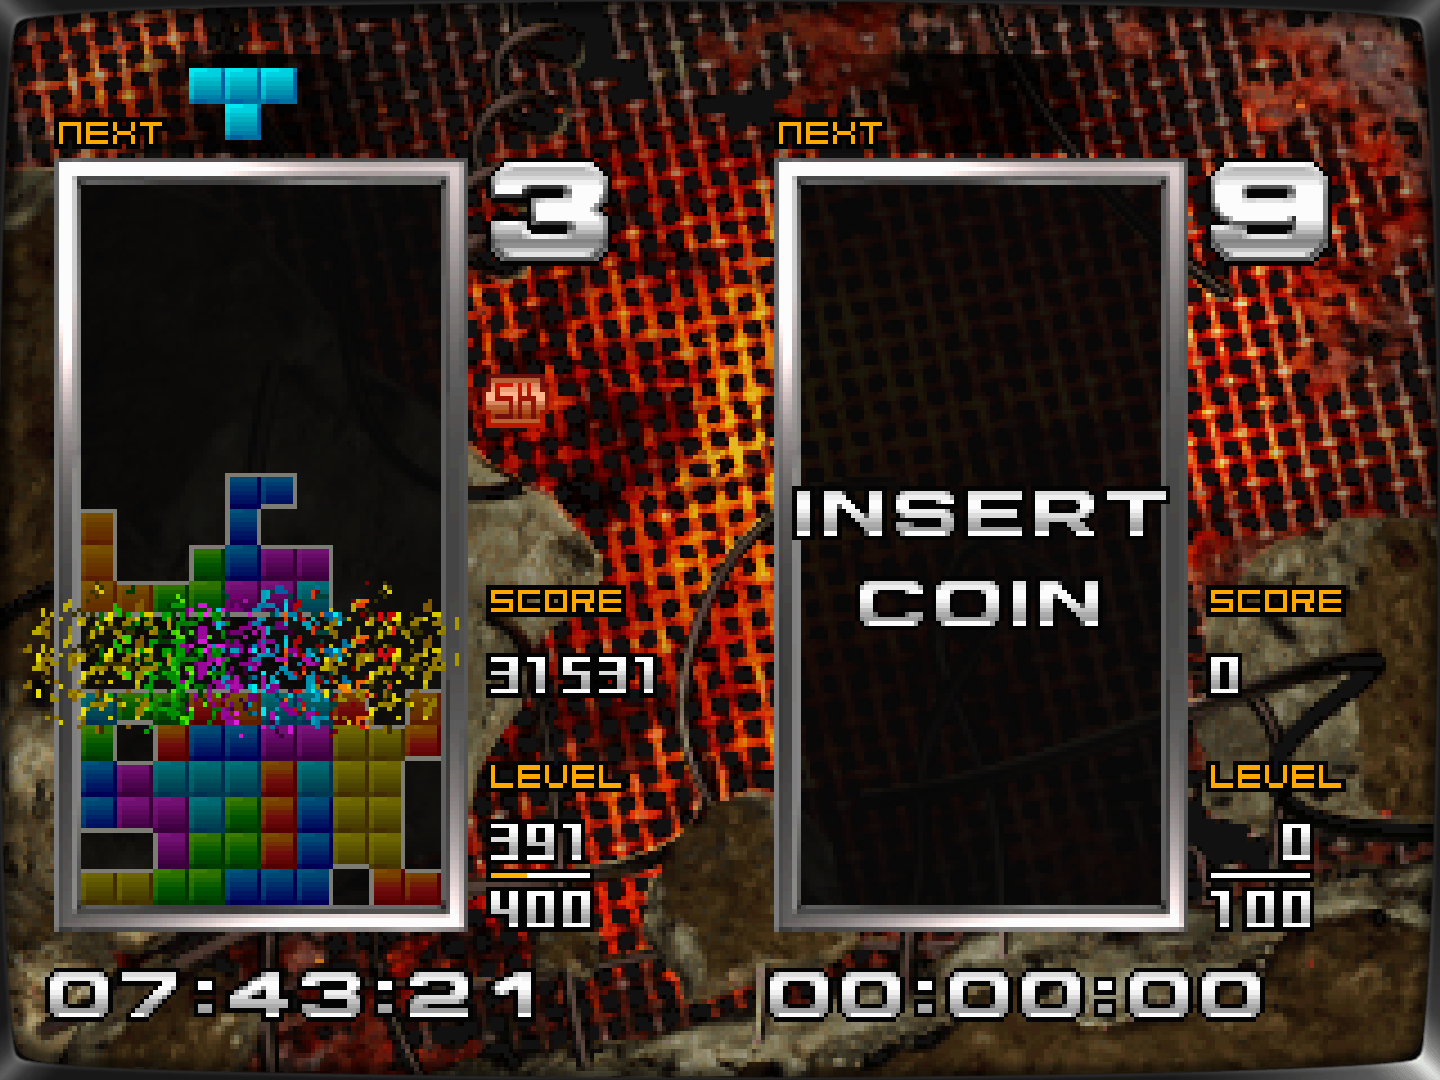 NEXT
3
SK
SCORE
31531
LEVEL
391
400
07:43:21
NEXT
9
INSERT
COIN
SCORE
0
LEVEL
0
100
00:00:00